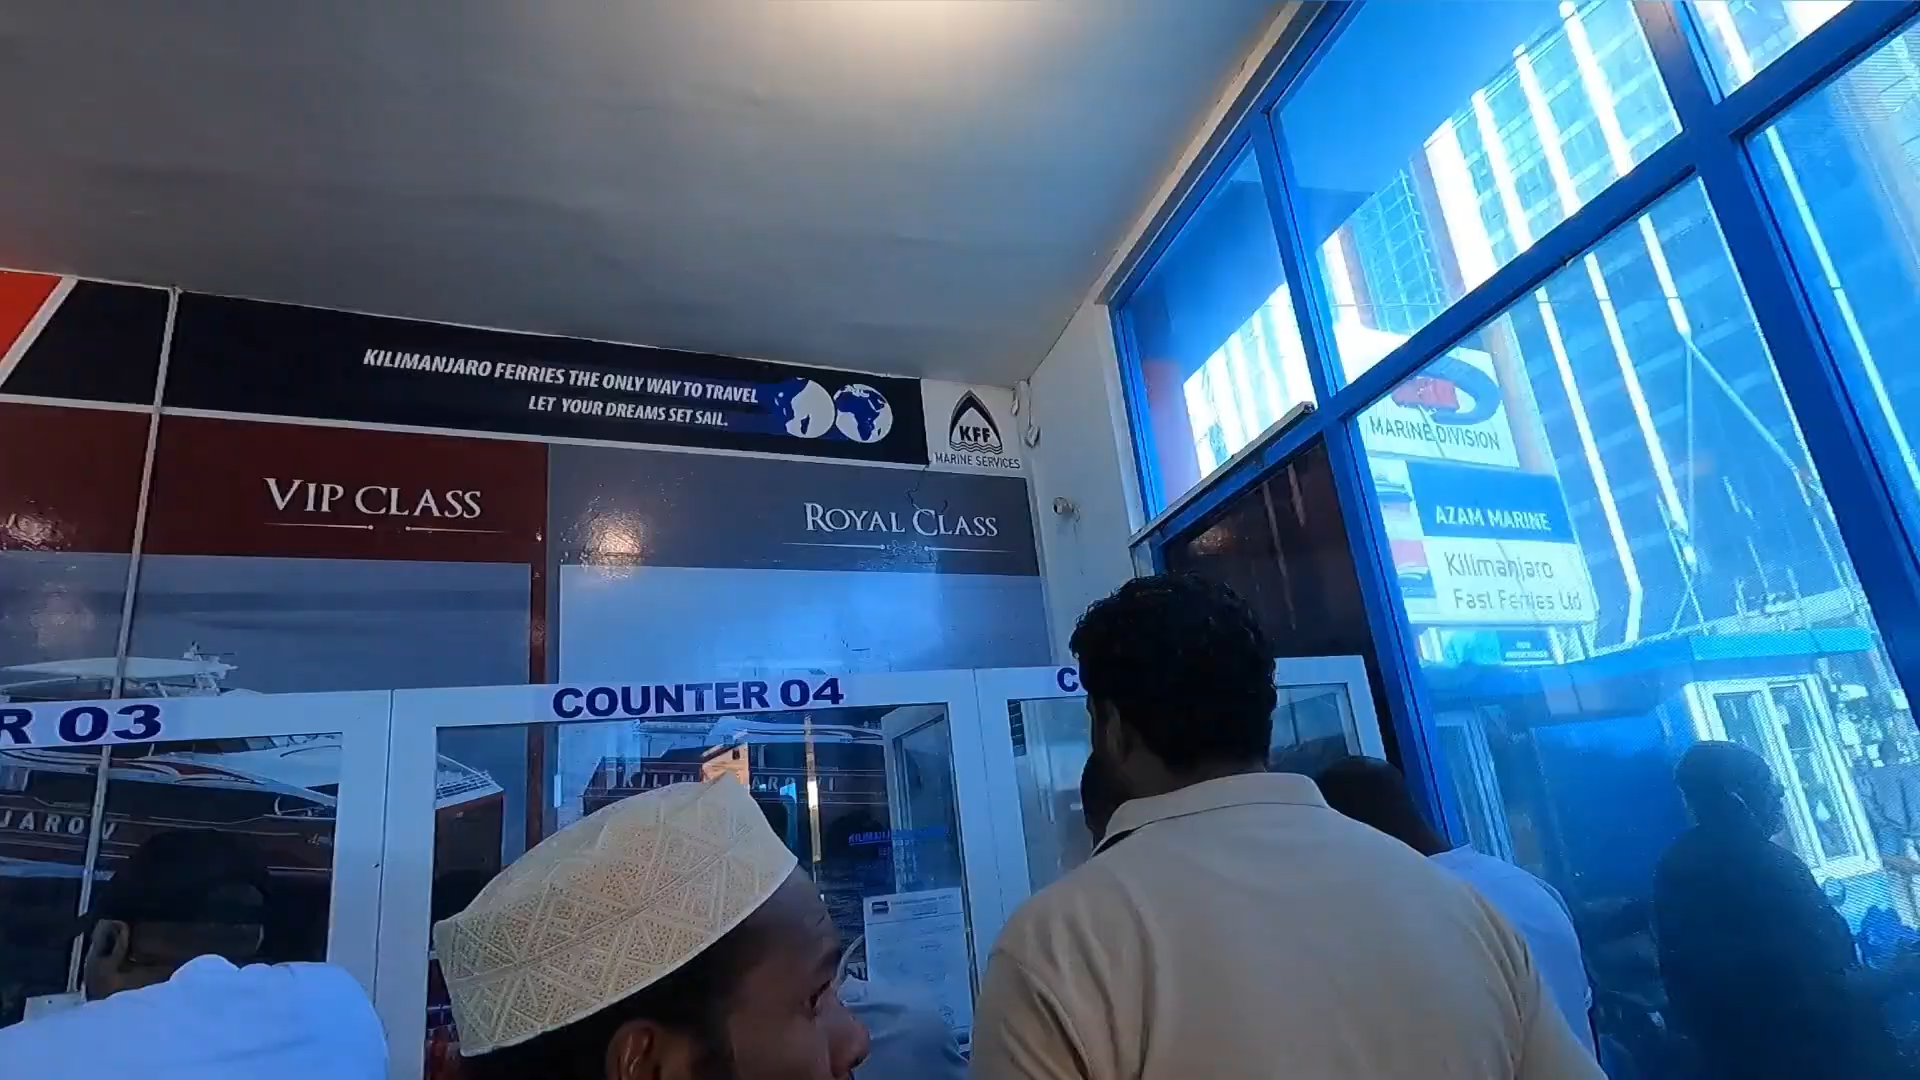 KILIMANJARO FERRIES THE ONLY WAY TO TRAVEL
LET YOUR DREAMS SET SAIL.
KFF
MARINE SERVICES
VIP CLASS
ROYAL CLASS
MARINE DIVISION
AZAM MARINE
Kilimanjaro
Fast Ferries Ltd
R 03
COUNTER 04
C
JARO V